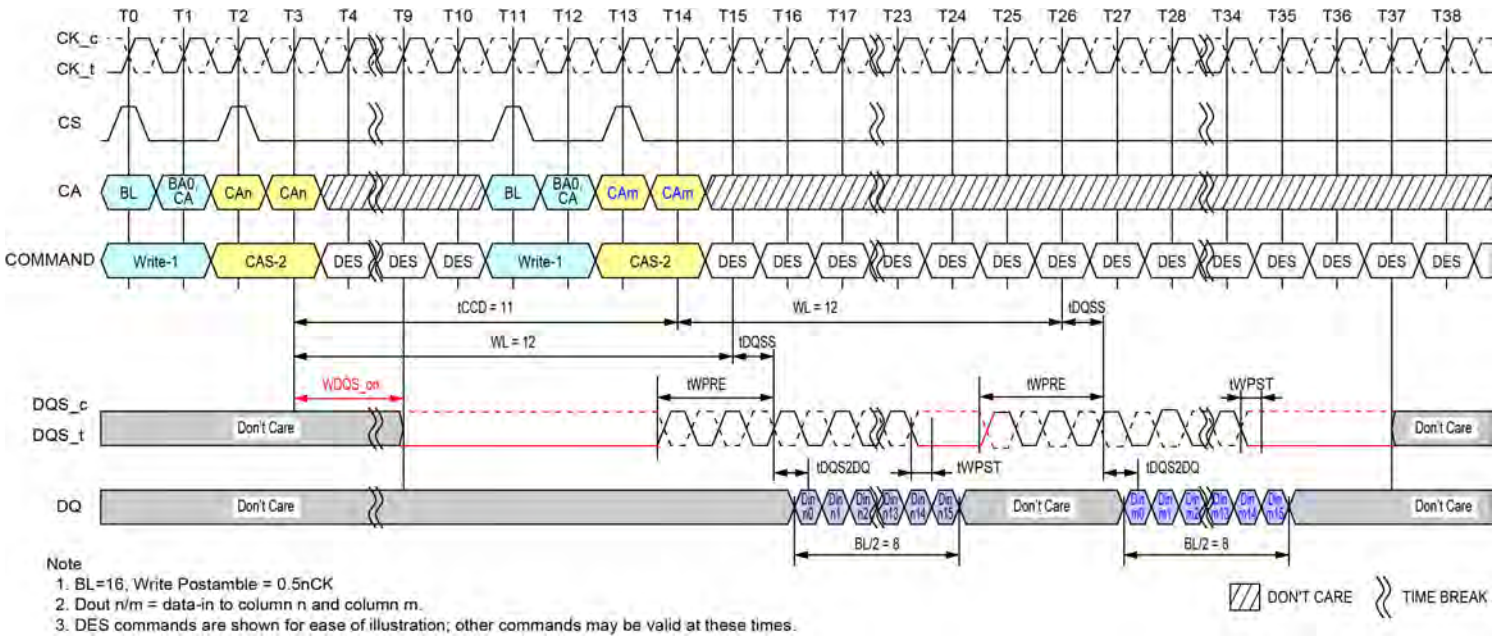 T0 T1 T2 T3 T4 T9 T10 T11 T12 T13 T14 T15 T16 T17 T23 T24 T25 T26 T27 T28 T34 T35 T36 T37 T38
CK_c
CK_t
CS
CA BL BA0, CA CAn CAn BL BA0, CA CAm CAm
COMMAND Write-1 CAS-2 DES DES DES Write-1 CAS-2 DES DES DES DES DES DES DES DES DES DES DES DES DES DES
tCCD = 11 WL = 12 tDQSS
WL = 12 tDQSS
WDQS_on tWPRE tWPRE tWPST
DQS_c
DQS_t Don't Care Don't Care
tDQS2DQ tWPST tDQS2DQ
DQ Don't Care Din n0 Din n1 Din n2 Din n13 Din n14 Din n15 Don't Care Din m0 Din m1 Din m2 Din m13 Din m14 Din m15 Don't Care
BL/2 = 8 BL/2 = 8
Note
1. BL=16, Write Postamble = 0.5nCK
2. Dout n/m = data-in to column n and column m.
3. DES commands are shown for ease of illustration; other commands may be valid at these times.
DON'T CARE TIME BREAK